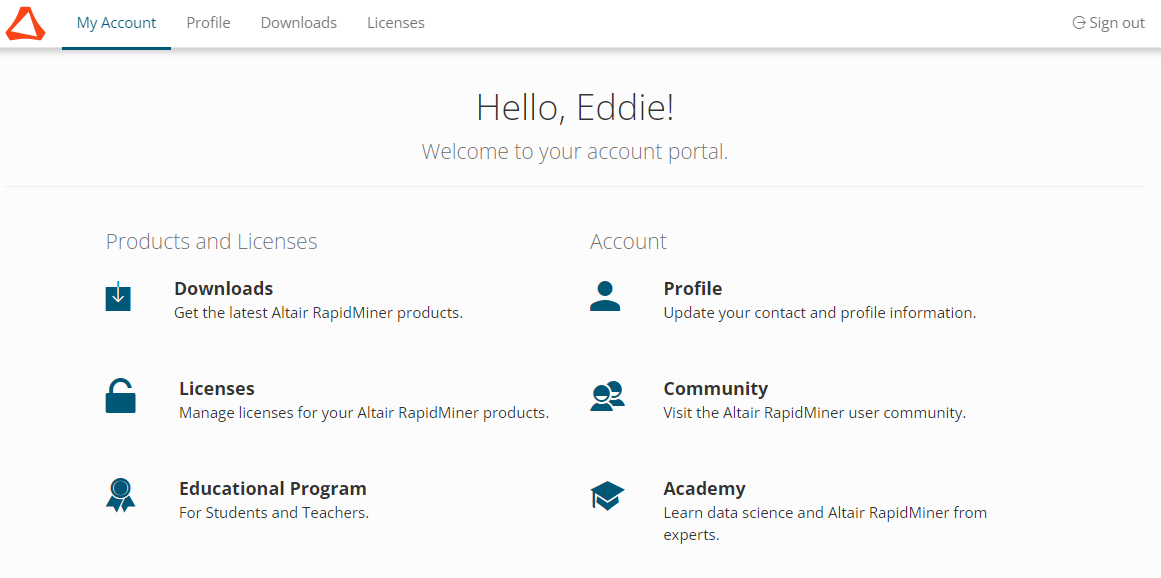 My Account
Profile
Downloads
Licenses
Sign out
Hello, Eddie!
Welcome to your account portal.
Products and Licenses
Downloads
Get the latest Altair RapidMiner products.
Licenses
Manage licenses for your Altair RapidMiner products.
Educational Program
For Students and Teachers.
Account
Profile
Update your contact and profile information.
Community
Visit the Altair RapidMiner user community.
Academy
Learn data science and Altair RapidMiner from
experts.